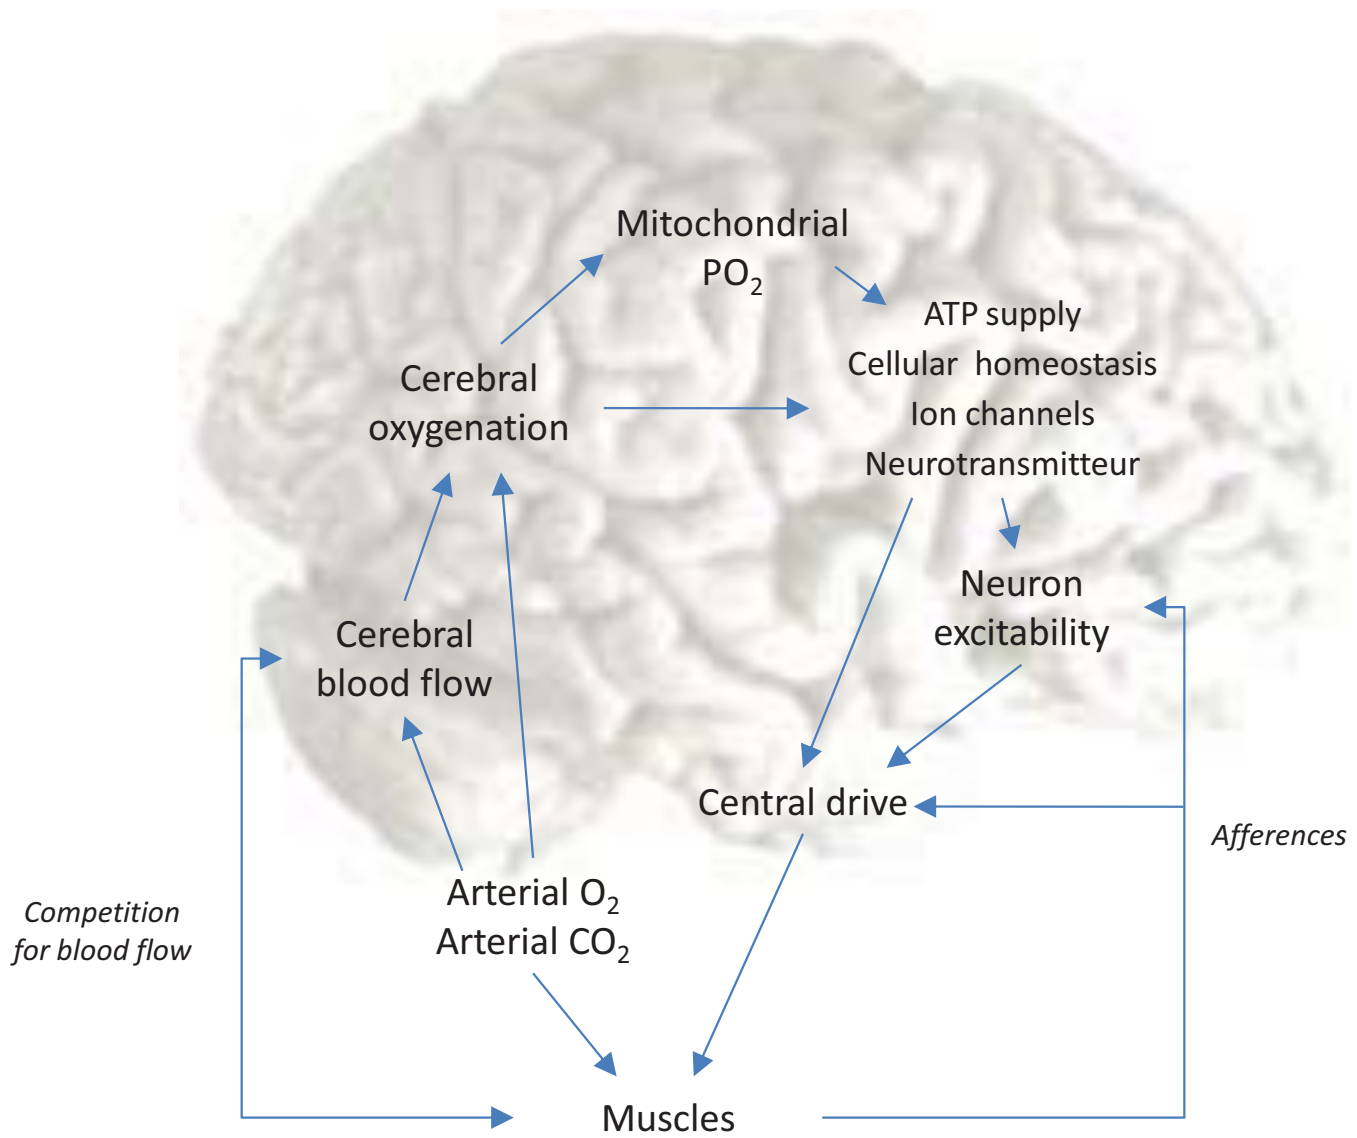 Mitochondrial
PO₂
ATP supply
Cellular homeostasis
Ion channels
Neurotransmitteur
Cerebral
oxygenation
Neuron
excitability
Cerebral
blood flow
Central drive
Afferences
Arterial O₂
Arterial CO₂
Competition
for blood flow
Muscles